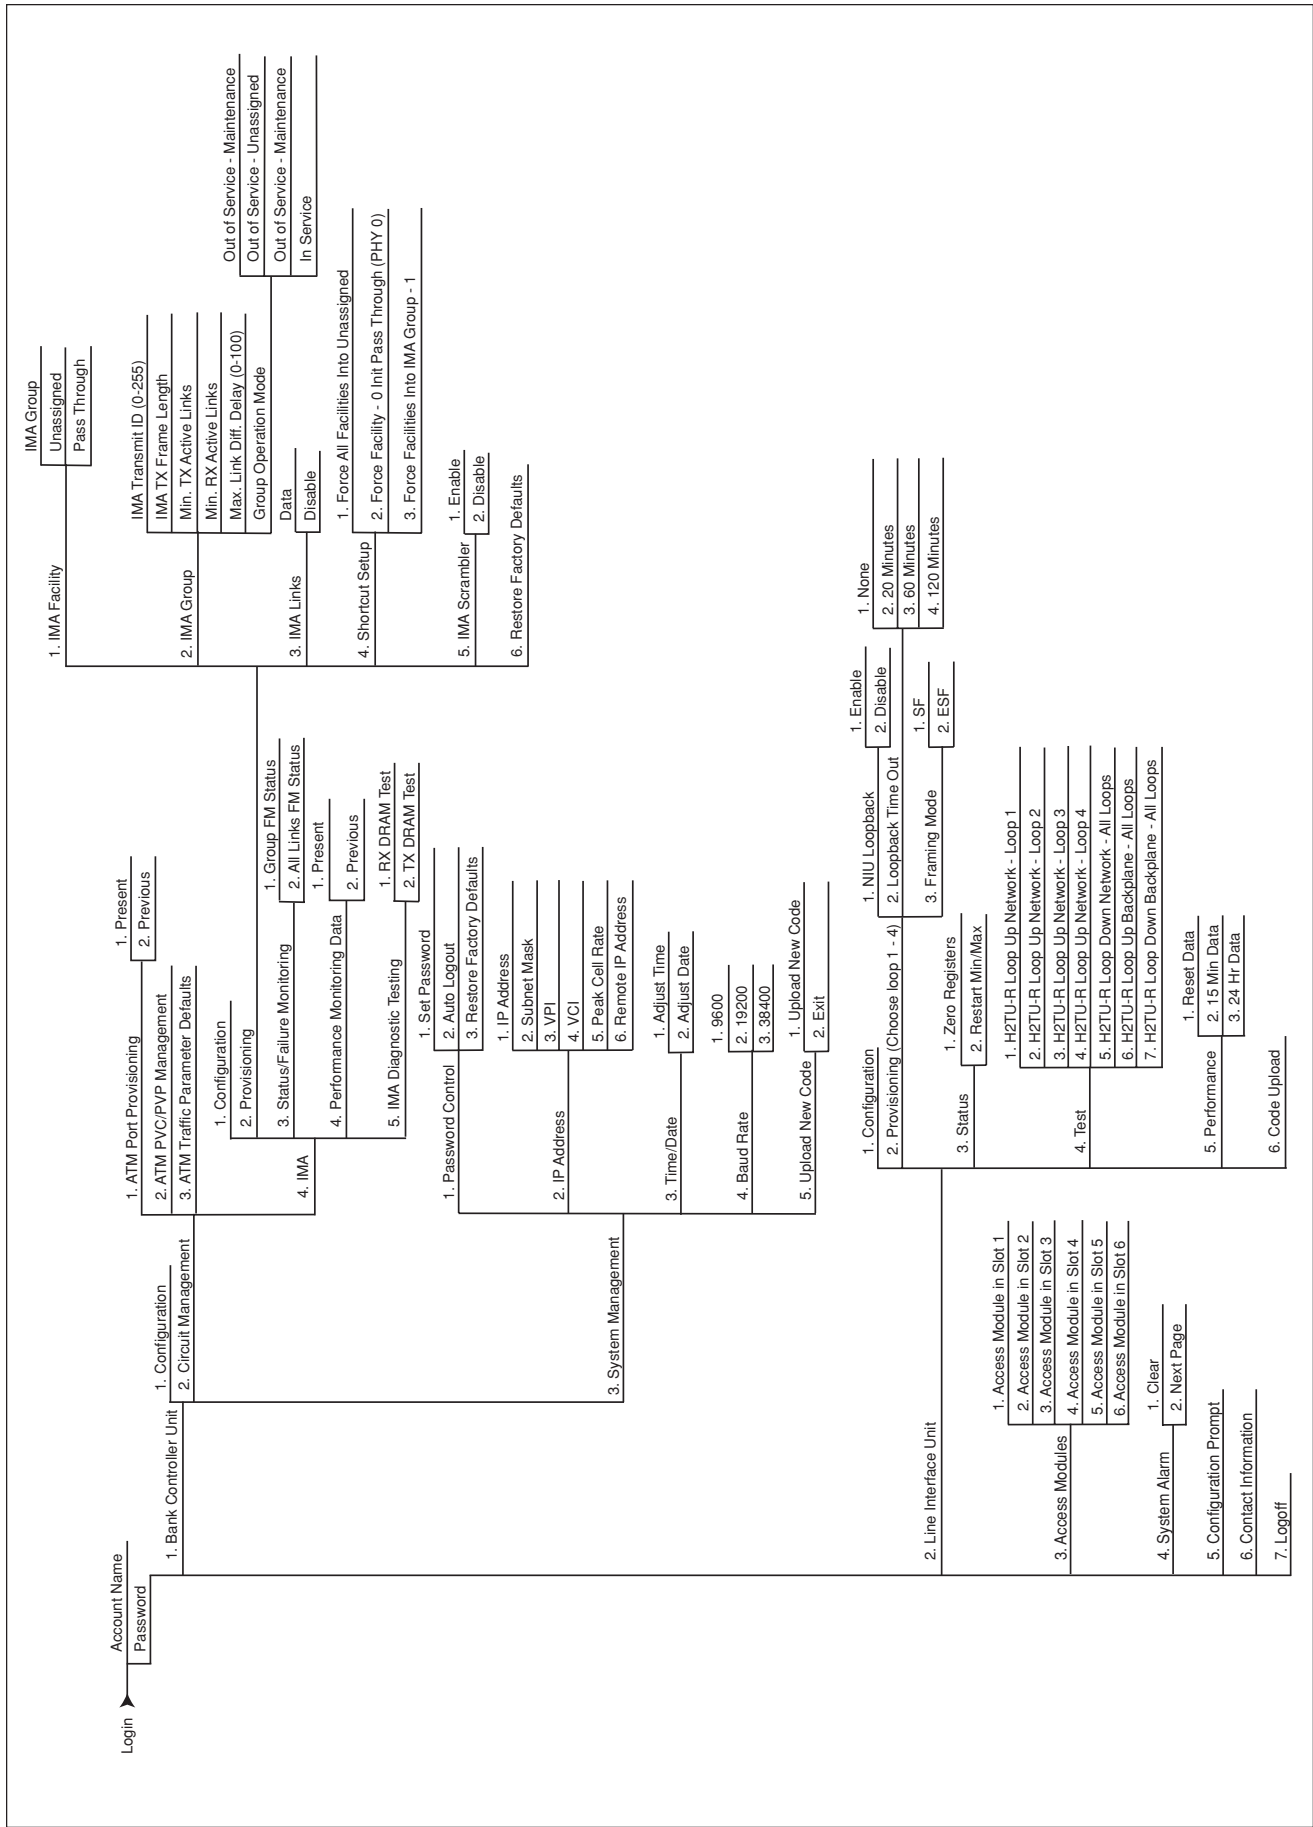 Login
Account Name
Password
1. Bank Controller Unit
1. Configuration
2. Circuit Management
1. ATM Port Provisioning
1. Present
2. Previous
2. ATM PVC/PVP Management
3. ATM Traffic Parameter Defaults
4. IMA
1. Configuration
2. Provisioning
1. IMA Facility
IMA Group
Unassigned
Pass Through
2. IMA Group
IMA Transmit ID (0-255)
IMA TX Frame Length
Min. TX Active Links
Min. RX Active Links
Max. Link Diff. Delay (0-100)
Group Operation Mode
Out of Service - Maintenance
Out of Service - Unassigned
Out of Service - Maintenance
In Service
3. IMA Links
Data
Disable
4. Shortcut Setup
1. Force All Facilities Into Unassigned
2. Force Facility - 0 Init Pass Through (PHY 0)
3. Force Facilities Into IMA Group - 1
5. IMA Scrambler
1. Enable
2. Disable
6. Restore Factory Defaults
3. Status/Failure Monitoring
1. Group FM Status
2. All Links FM Status
4. Performance Monitoring Data
1. Present
2. Previous
5. IMA Diagnostic Testing
1. RX DRAM Test
2. TX DRAM Test
3. System Management
1. Password Control
1. Set Password
2. Auto Logout
3. Restore Factory Defaults
2. IP Address
1. IP Address
2. Subnet Mask
3. VPI
4. VCI
5. Peak Cell Rate
6. Remote IP Address
3. Time/Date
1. Adjust Time
2. Adjust Date
4. Baud Rate
1. 9600
2. 19200
3. 38400
5. Upload New Code
1. Upload New Code
2. Exit
2. Line Interface Unit
1. Configuration
2. Provisioning (Choose loop 1 - 4)
1. NIU Loopback
1. Enable
2. Disable
2. Loopback Time Out
1. None
2. 20 Minutes
3. 60 Minutes
4. 120 Minutes
3. Framing Mode
1. SF
2. ESF
3. Status
1. Zero Registers
2. Restart Min/Max
4. Test
1. H2TU-R Loop Up Network - Loop 1
2. H2TU-R Loop Up Network - Loop 2
3. H2TU-R Loop Up Network - Loop 3
4. H2TU-R Loop Up Network - Loop 4
5. H2TU-R Loop Down Network - All Loops
6. H2TU-R Loop Up Backplane - All Loops
7. H2TU-R Loop Down Backplane - All Loops
5. Performance
1. Reset Data
2. 15 Min Data
3. 24 Hr Data
6. Code Upload
3. Access Modules
1. Access Module in Slot 1
2. Access Module in Slot 2
3. Access Module in Slot 3
4. Access Module in Slot 4
5. Access Module in Slot 5
6. Access Module in Slot 6
4. System Alarm
1. Clear
2. Next Page
5. Configuration Prompt
6. Contact Information
7. Logoff